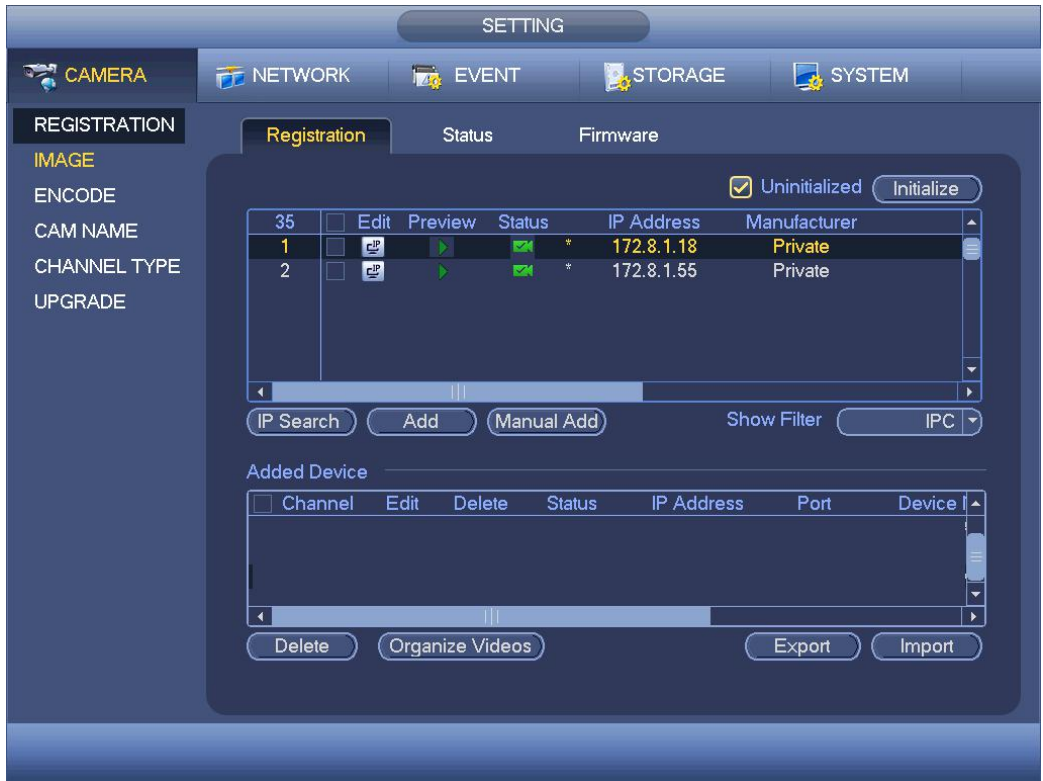 SETTING
CAMERA NETWORK EVENT STORAGE SYSTEM
REGISTRATION
IMAGE
ENCODE
CAM NAME
CHANNEL TYPE
UPGRADE
Registration Status Firmware
Uninitialized Initialize
35 Edit Preview Status IP Address Manufacturer
1 IP * 172.8.1.18 Private
2 IP * 172.8.1.55 Private
IP Search Add Manual Add Show Filter IPC
Added Device
Channel Edit Delete Status IP Address Port Device
Delete Organize Videos Export Import